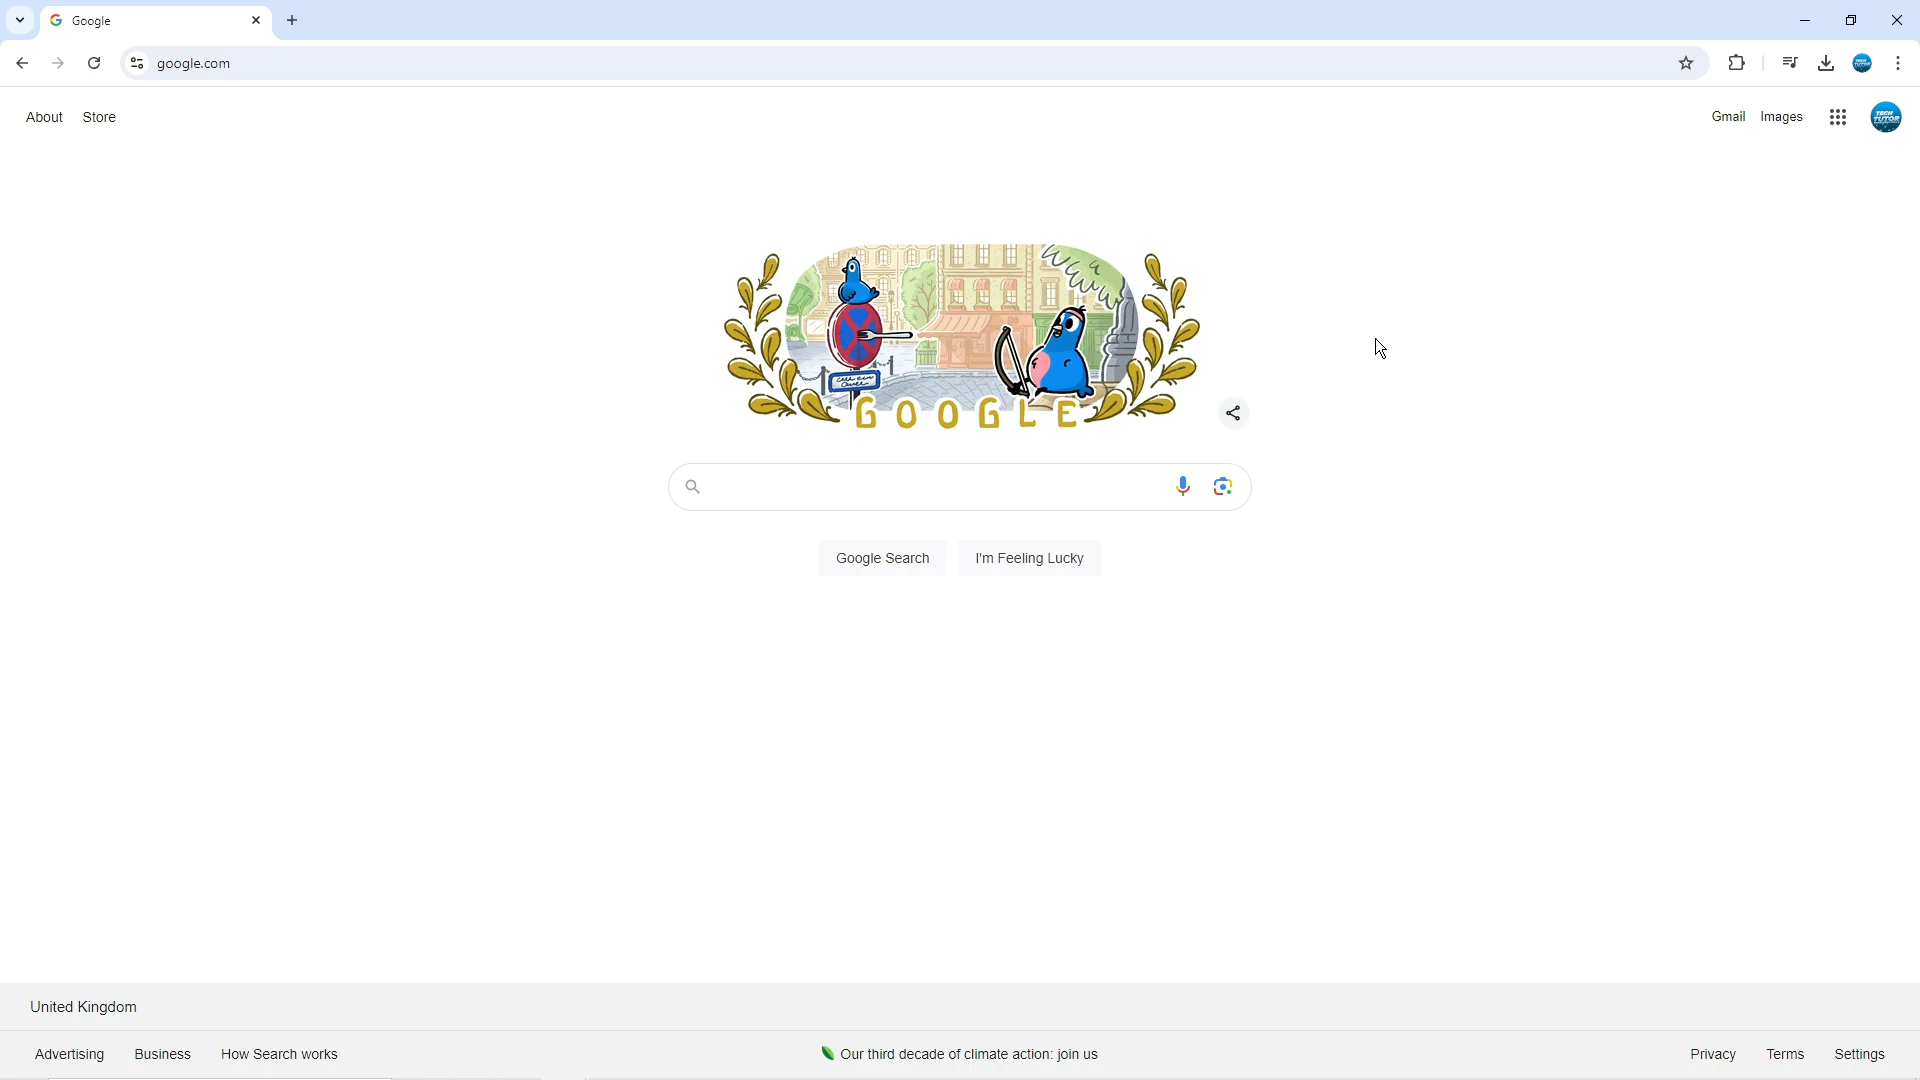 Google
google.com
About Store
Gmail Images
GOOGLE
Google Search I'm Feeling Lucky
United Kingdom
Advertising Business How Search works
Our third decade of climate action: join us
Privacy Terms Settings